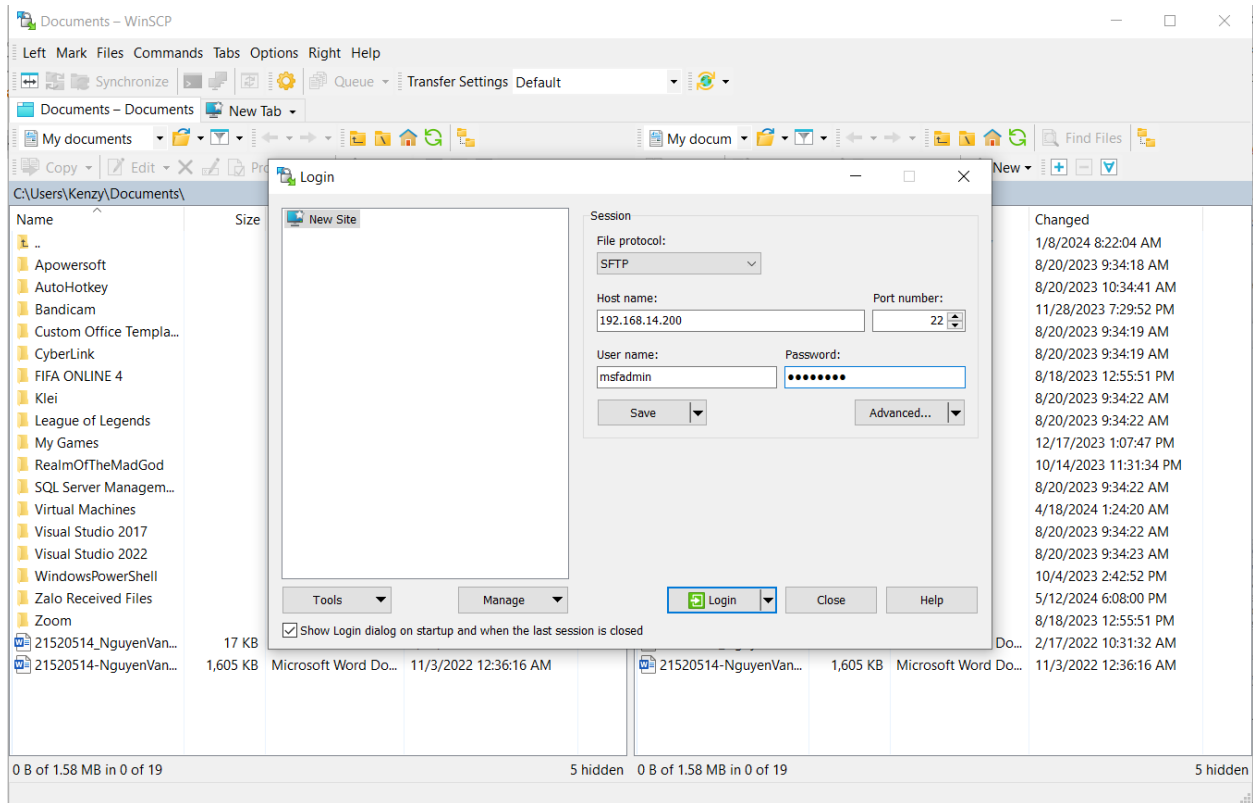 Documents – WinSCP
Left Mark Files Commands Tabs Options Right Help
Synchronize Queue Transfer Settings Default
Documents – Documents New Tab
My documents My docum Find Files
Copy Edit New
C:\Users\Kenzy\Documents\
Name Size Changed
..
1/8/2024 8:22:04 AM
Apowersoft 8/20/2023 9:34:18 AM
AutoHotkey 8/20/2023 10:34:41 AM
Bandicam 11/28/2023 7:29:52 PM
Custom Office Templa... 8/20/2023 9:34:19 AM
CyberLink 8/20/2023 9:34:19 AM
FIFA ONLINE 4 8/18/2023 12:55:51 PM
Klei 8/20/2023 9:34:22 AM
League of Legends 8/20/2023 9:34:22 AM
My Games 12/17/2023 1:07:47 PM
RealmOfTheMadGod 10/14/2023 11:31:34 PM
SQL Server Managem... 8/20/2023 9:34:22 AM
Virtual Machines 4/18/2024 1:24:20 AM
Visual Studio 2017 8/20/2023 9:34:22 AM
Visual Studio 2022 8/20/2023 9:34:23 AM
WindowsPowerShell 10/4/2023 2:42:52 PM
Zalo Received Files 5/12/2024 6:08:00 PM
Zoom 8/18/2023 12:55:51 PM
21520514_NguyenVan... 17 KB Do... 2/17/2022 10:31:32 AM
21520514-NguyenVan... 1,605 KB Microsoft Word Do... 11/3/2022 12:36:16 AM 21520514-NguyenVan... 1,605 KB Microsoft Word Do... 11/3/2022 12:36:16 AM
Login
New Site
Session
File protocol:
SFTP
Host name: Port number:
192.168.14.200 22
User name: Password:
msfadmin ●●●●●●●●
Save Advanced...
Tools Manage Login Close Help
Show Login dialog on startup and when the last session is closed
0 B of 1.58 MB in 0 of 19 5 hidden 0 B of 1.58 MB in 0 of 19 5 hidden